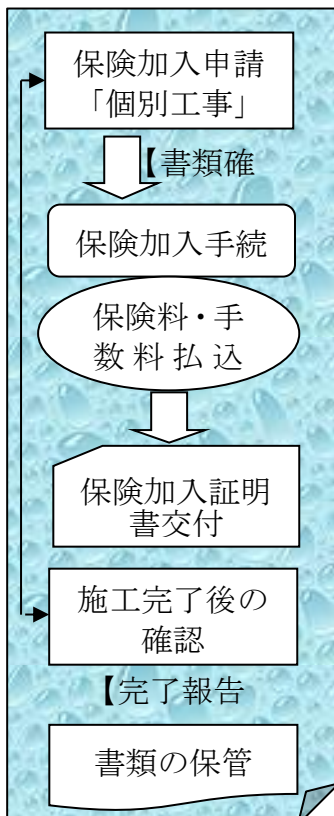 保険加入申請
「個別工事」
【書類確
保険加入手続
保険料・手
数料払込
保険加入証明
書交付
施工完了後の
確認
【完了報告
書類の保管